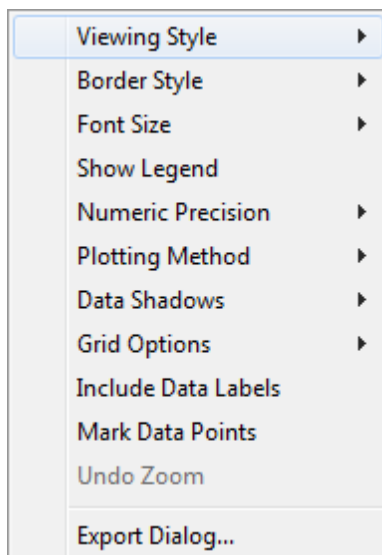 Viewing Style
Border Style
Font Size
Show Legend
Numeric Precision
Plotting Method
Data Shadows
Grid Options
Include Data Labels
Mark Data Points
Undo Zoom
Export Dialog...